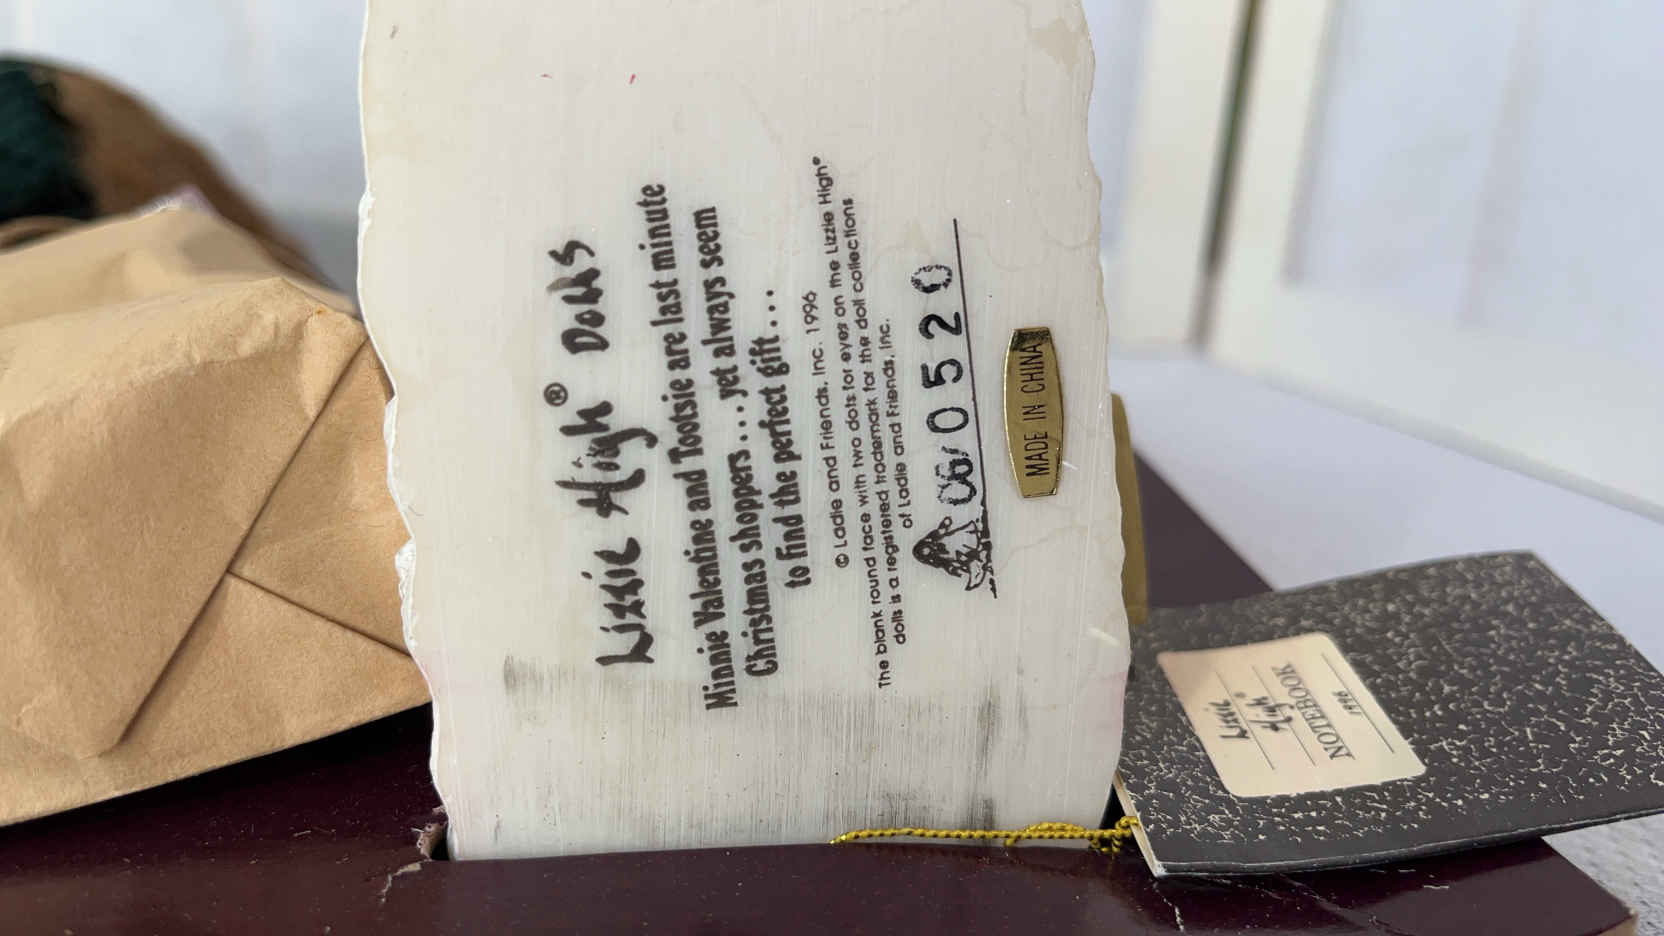 Lizzie High® Dolls
Minnie Valentine and Tootsie are last minute
Christmas shoppers...yet always seem
to find the perfect gift...
© Ladie and Friends, Inc. 1996
The blank round face with two dots for eyes on the Lizzie High®
dolls is a registered trademark for the doll collections
of Ladie and Friends, Inc.
06/0520
MADE IN CHINA
Lizzie
High®
NOTEBOOK
1996